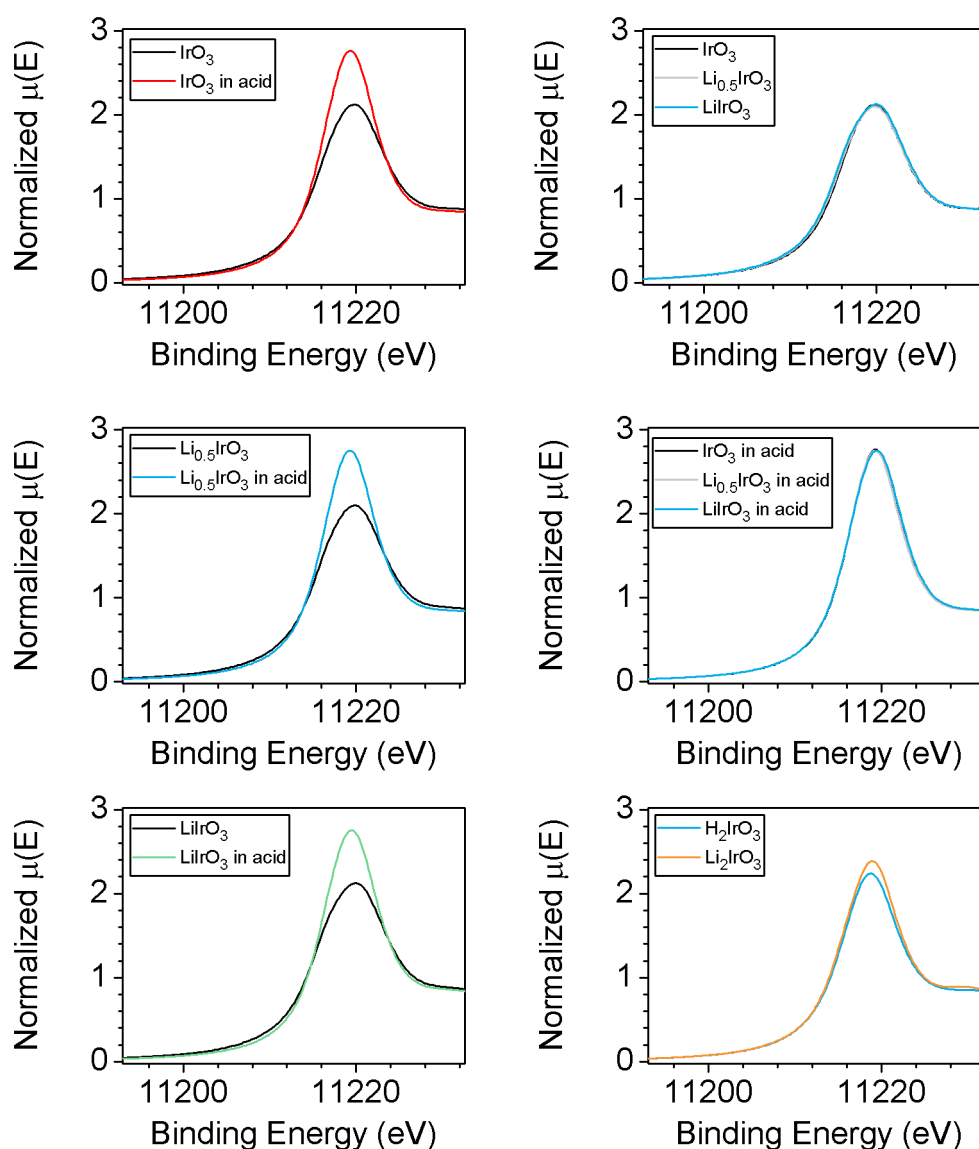 Normalized μ(E)
3
2
1
0
IrO₃
IrO₃ in acid
11200
11220
Binding Energy (eV)
Normalized μ(E)
3
2
1
0
IrO₃
Li₀.₅IrO₃
LiIrO₃
11200
11220
Binding Energy (eV)
Normalized μ(E)
3
2
1
0
Li₀.₅IrO₃
Li₀.₅IrO₃ in acid
11200
11220
Binding Energy (eV)
Normalized μ(E)
3
2
1
0
IrO₃ in acid
Li₀.₅IrO₃ in acid
LiIrO₃ in acid
11200
11220
Binding Energy (eV)
Normalized μ(E)
3
2
1
0
LiIrO₃
LiIrO₃ in acid
11200
11220
Binding Energy (eV)
Normalized μ(E)
3
2
1
0
H₂IrO₃
Li₂IrO₃
11200
11220
Binding Energy (eV)